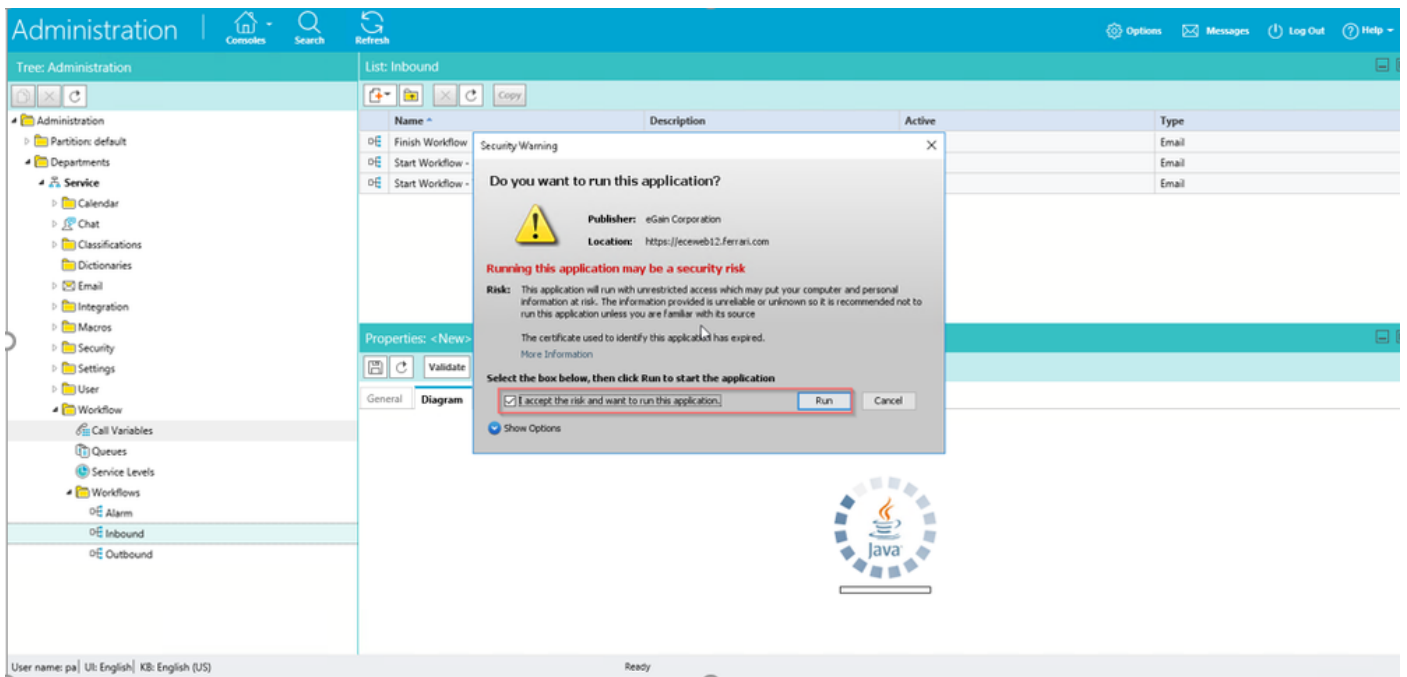 Administration
Consoles
Search
Refresh
Options
Messages
Log Out
Help
Tree: Administration
List: Inbound
Copy
Administration
Partition: default
Departments
Service
Calendar
Chat
Classifications
Dictionaries
Email
Integration
Macros
Security
Settings
User
Workflow
Call Variables
Queues
Service Levels
Workflows
Alarm
Inbound
Outbound
Name Description Active Type
Finish Workflow Email
Start Workflow - Email
Start Workflow - Email
Security Warning
Do you want to run this application?
Publisher: eGain Corporation
Location: https://eceweb12.ferrari.com
Running this application may be a security risk
Risk: This application will run with unrestricted access which may put your computer and personal
information at risk. The information provided is unreliable or unknown so it is recommended not to
run this application unless you are familiar with its source
The certificate used to identify this application has expired.
More Information
Select the box below, then click Run to start the application
I accept the risk and want to run this application.
Run
Cancel
Show Options
Properties: <New>
Validate
General
Diagram
Java
User name: pa UI: English KB: English (US)
Ready